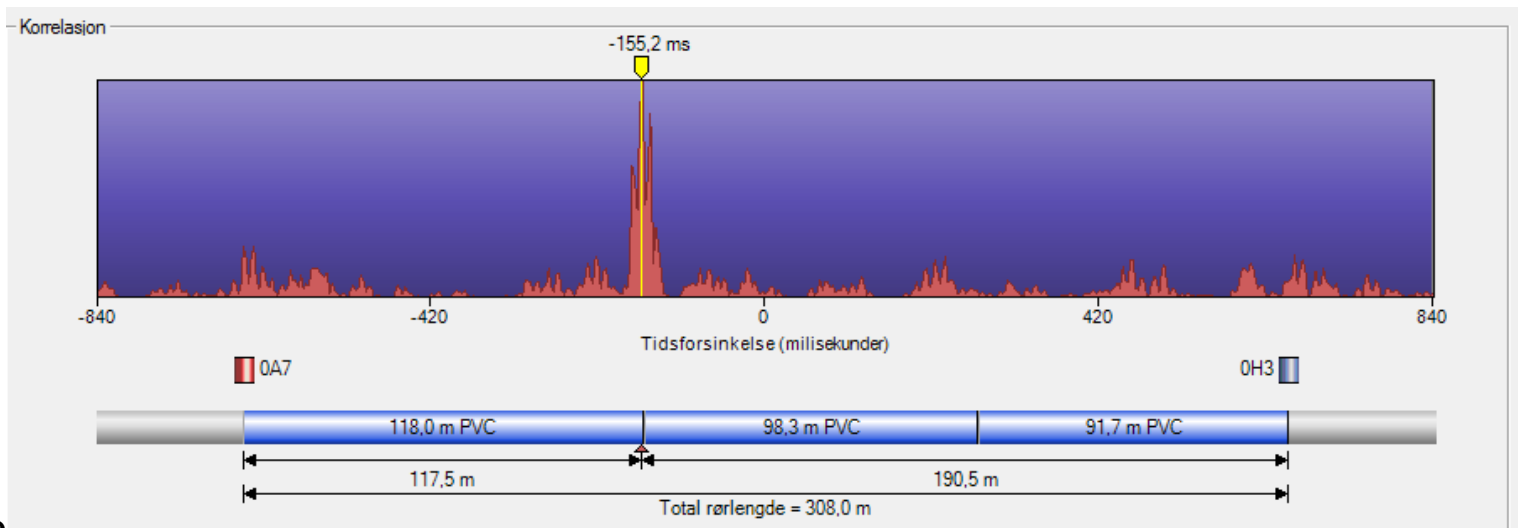 Korrelasjon
-155,2 ms
-840 -420 0 420 840
Tidsforsinkelse (milisekunder)
0A7 0H3
118,0 m PVC 98,3 m PVC 91,7 m PVC
117,5 m 190,5 m
Total rørlengde = 308,0 m